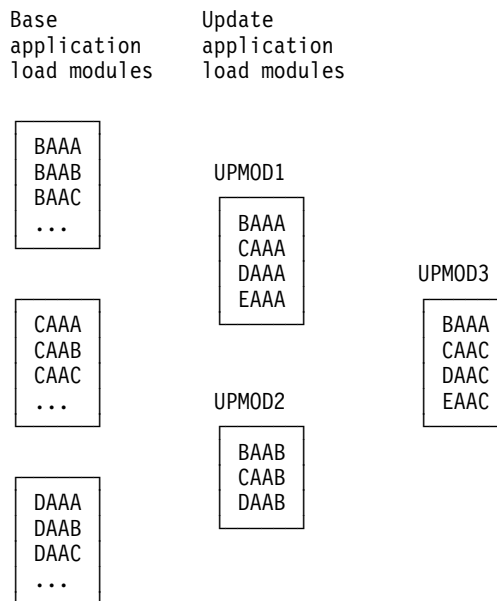 Base
application
load modules
Update
application
load modules
BAAA
BAAB
BAAC
...
UPMOD1
BAAA
CAAA
DAAA
EAAA
UPMOD3
BAAA
CAAC
DAAC
EAAC
CAAA
CAAB
CAAC
...
UPMOD2
BAAB
CAAB
DAAB
DAAA
DAAB
DAAC
...